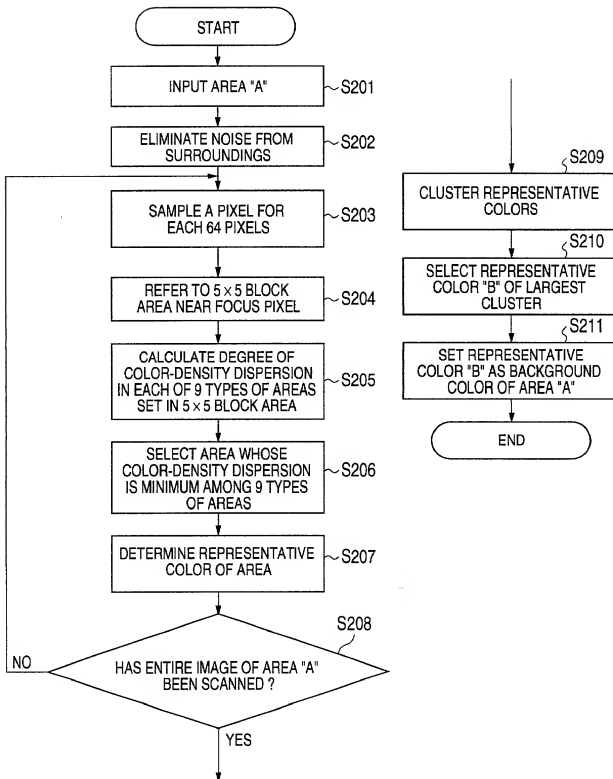 START
INPUT AREA "A"
S201
ELIMINATE NOISE FROM
SURROUNDINGS
S202
SAMPLE A PIXEL FOR
EACH 64 PIXELS
S203
REFER TO 5 × 5 BLOCK
AREA NEAR FOCUS PIXEL
S204
CALCULATE DEGREE OF
COLOR-DENSITY DISPERSION
IN EACH OF 9 TYPES OF AREAS
SET IN 5 × 5 BLOCK AREA
S205
SELECT AREA WHOSE
COLOR-DENSITY DISPERSION
IS MINIMUM AMONG 9 TYPES
OF AREAS
S206
DETERMINE REPRESENTATIVE
COLOR OF AREA
S207
S208
HAS ENTIRE IMAGE OF AREA "A"
BEEN SCANNED ?
NO
YES
S209
CLUSTER REPRESENTATIVE
COLORS
S210
SELECT REPRESENTATIVE
COLOR "B" OF LARGEST
CLUSTER
S211
SET REPRESENTATIVE
COLOR "B" AS BACKGROUND
COLOR OF AREA "A"
END